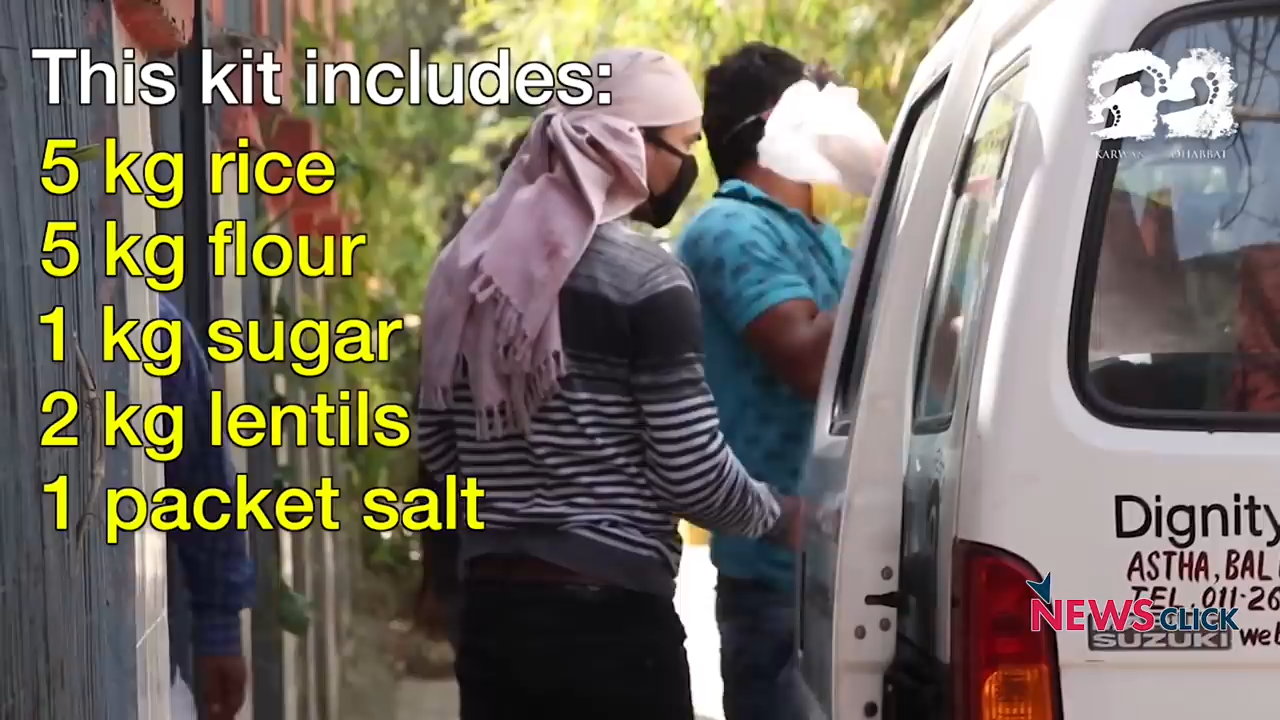 This kit includes:
5 kg rice
5 kg flour
1 kg sugar
2 kg lentils
1 packet salt
Dignity
ASTHA, BAL
TEL. 011-26
NEWSCLICK
SUZUKI